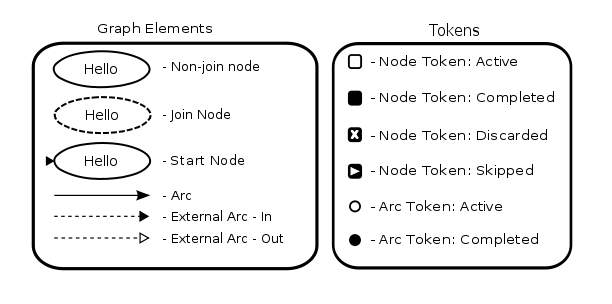 Graph Elements
Hello - Non-join node
Hello - Join Node
Hello - Start Node
- Arc
- External Arc - In
- External Arc - Out
Tokens
- Node Token: Active
- Node Token: Completed
- Node Token: Discarded
- Node Token: Skipped
- Arc Token: Active
- Arc Token: Completed